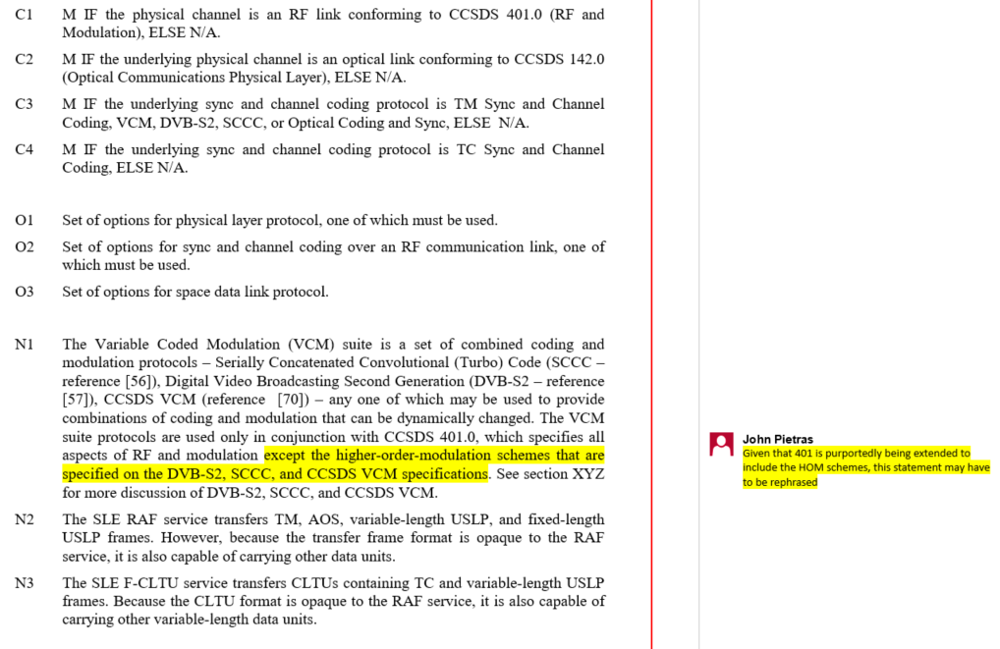 C1 M IF the physical channel is an RF link conforming to CCSDS 401.0 (RF and
Modulation), ELSE N/A.
C2 M IF the underlying physical channel is an optical link conforming to CCSDS 142.0
(Optical Communications Physical Layer), ELSE N/A.
C3 M IF the underlying sync and channel coding protocol is TM Sync and Channel
Coding, VCM, DVB-S2, SCCC, or Optical Coding and Sync, ELSE N/A.
C4 M IF the underlying sync and channel coding protocol is TC Sync and Channel
Coding, ELSE N/A.
O1 Set of options for physical layer protocol, one of which must be used.
O2 Set of options for sync and channel coding over an RF communication link, one of
which must be used.
O3 Set of options for space data link protocol.
N1 The Variable Coded Modulation (VCM) suite is a set of combined coding and
modulation protocols – Serially Concatenated Convolutional (Turbo) Code (SCCC –
reference [56]), Digital Video Broadcasting Second Generation (DVB-S2 – reference
[57]), CCSDS VCM (reference [70]) – any one of which may be used to provide
combinations of coding and modulation that can be dynamically changed. The VCM
suite protocols are used only in conjunction with CCSDS 401.0, which specifies all
aspects of RF and modulation except the higher-order-modulation schemes that are
specified on the DVB-S2, SCCC, and CCSDS VCM specifications. See section XYZ
for more discussion of DVB-S2, SCCC, and CCSDS VCM.
N2 The SLE RAF service transfers TM, AOS, variable-length USLP, and fixed-length
USLP frames. However, because the transfer frame format is opaque to the RAF
service, it is also capable of carrying other data units.
N3 The SLE F-CLTU service transfers CLTUs containing TC and variable-length USLP
frames. Because the CLTU format is opaque to the RAF service, it is also capable of
carrying other variable-length data units.
John Pietras
Given that 401 is purportedly being extended to
include the HOM schemes, this statement may have
to be rephrased